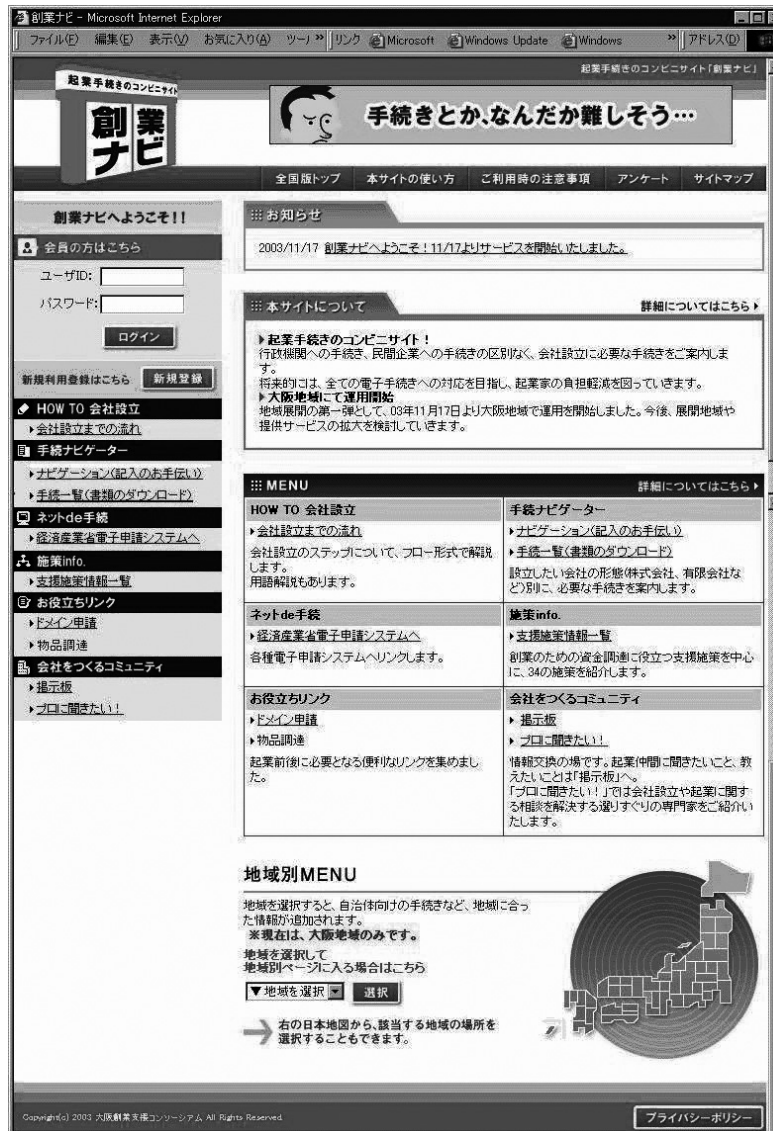 創業ナビ - Microsoft Internet Explorer
ファイル(F) 編集(E) 表示(V) お気に入り(A) ツー/ » リンク Microsoft Windows Update Windows » アドレス(D)
起業手続きのコンビニサイト「創業ナビ」
起業手続きのコンビニサイト
創業
ナビ
手続きとか、なんだか難しそう…
全国版トップ 本サイトの使い方 ご利用時の注意事項 アンケート サイトマップ
創業ナビへようこそ!!
会員の方はこちら
ユーザID:
パスワード:
ログイン
新規利用登録はこちら 新規登録
HOW TO 会社設立
会社設立までの流れ
手続ナビゲーター
ナビゲーション(記入のお手伝い)
手続一覧(書類のダウンロード)
ネットde手続
経済産業省電子申請システムへ
施策info.
支援施策情報一覧
お役立ちリンク
ドメイン申請
物品調達
会社をつくるコミュニティ
掲示板
プロに聞きたい!
お知らせ
2003/11/17 創業ナビへようこそ!11/17よりサービスを開始いたしました。
本サイトについて 詳細についてはこちら
起業手続きのコンビニサイト!
行政機関への手続き、民間企業への手続きの区別なく、会社設立に必要な手続きをご案内しま
す。
将来的には、全ての電子手続きへの対応を目指し、起業家の負担軽減を図っていきます。
大阪地域にて運用開始
地域展開の第一弾として、03年11月17日より大阪地域で運用を開始しました。今後、展開地域や
提供サービスの拡大を検討していきます。
MENU 詳細についてはこちら
HOW TO 会社設立
会社設立までの流れ
会社設立のステップについて、フロー形式で解説
します。
用語解説もあります。
手続ナビゲーター
ナビゲーション(記入のお手伝い)
手続一覧(書類のダウンロード)
設立したい会社の形態(株式会社、有限会社な
ど)別に、必要な手続きを案内します。
ネットde手続
経済産業省電子申請システムへ
各種電子申請システムへリンクします。
施策info.
支援施策情報一覧
創業のための資金調達に役立つ支援施策を中心
に、34の施策を紹介します。
お役立ちリンク
ドメイン申請
物品調達
起業前後に必要となる便利なリンクを集めまし
た。
会社をつくるコミュニティ
掲示板
プロに聞きたい!
情報交換の場です。起業仲間に聞きたいこと、教
えたいことは「掲示板」へ。
「プロに聞きたい!」では会社設立や起業に関す
る相談を解決する選りすぐりの専門家をご紹介い
たします。
地域別MENU
地域を選択すると、自治体向けの手続きなど、地域に合っ
た情報が追加されます。
※現在は、大阪地域のみです。
地域を選択して
地域別ページに入る場合はこちら
▼地域を選択 選択
右の日本地図から、該当する地域の場所を
選択することもできます。
Copyright(c) 2003 大阪創業支援コンソーシアム All Rights Reserved.
プライバシーポリシー